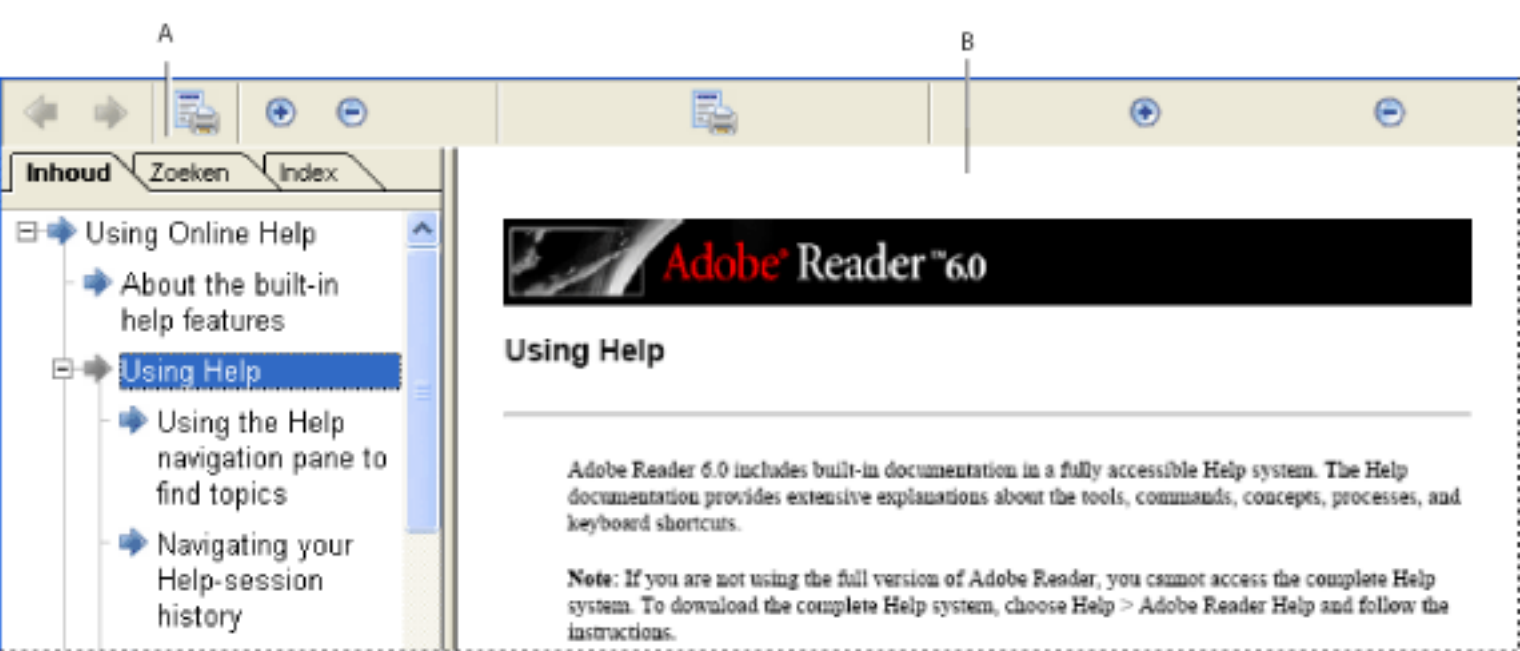 A
B
Inhoud Zoeken Index
Using Online Help
About the built-in
help features
Using Help
Using the Help
navigation pane to
find topics
Navigating your
Help-session
history
Adobe® Reader™6.0
Using Help
Adobe Reader 6.0 includes built-in documentation in a fully accessible Help system. The Help
documentation provides extensive explanations about the tools, commands, concepts, processes, and
keyboard shortcuts.
Note: If you are not using the full version of Adobe Reader, you cannot access the complete Help
system. To download the complete Help system, choose Help > Adobe Reader Help and follow the
instructions.